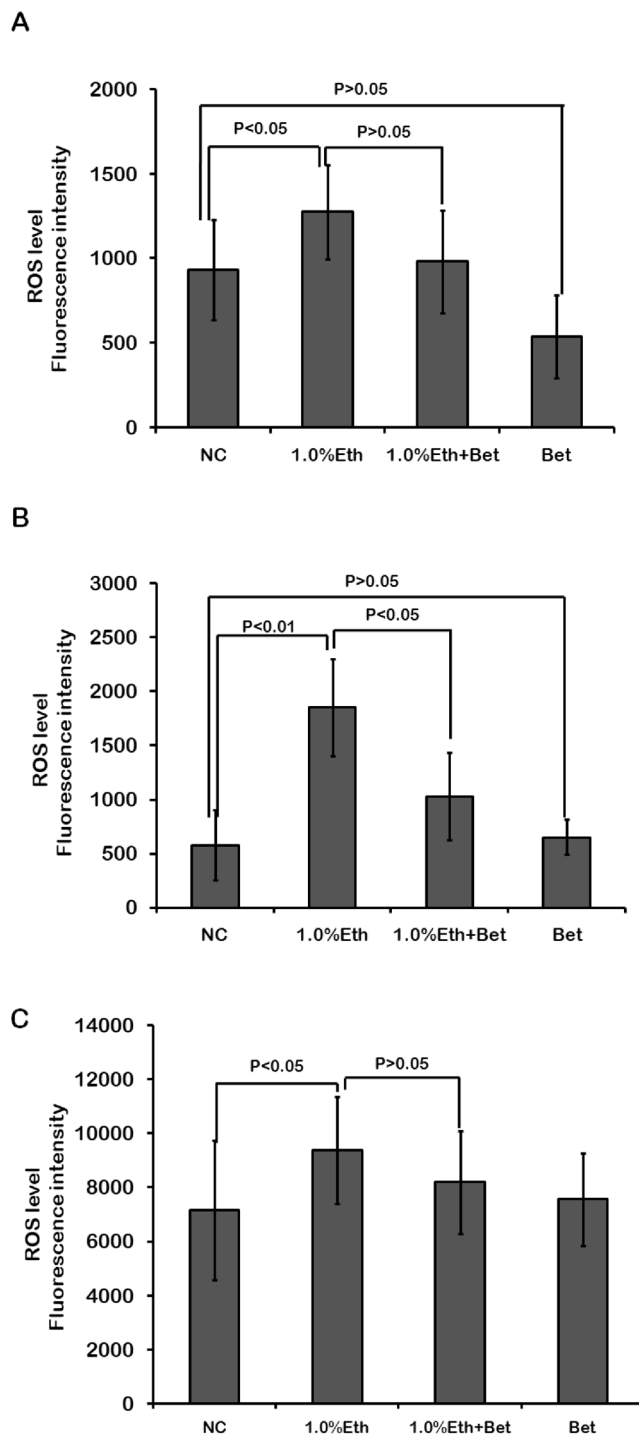 A
P>0.05
P<0.05
P>0.05
ROS level
Fluorescence intensity
2000
1500
1000
500
0
NC
1.0%Eth
1.0%Eth+Bet
Bet
B
P>0.05
P<0.01
P<0.05
ROS level
Fluorescence intensity
3000
2500
2000
1500
1000
500
0
NC
1.0%Eth
1.0%Eth+Bet
Bet
C
P<0.05
P>0.05
ROS level
Fluorescence intensity
14000
12000
10000
8000
6000
4000
2000
0
NC
1.0%Eth
1.0%Eth+Bet
Bet